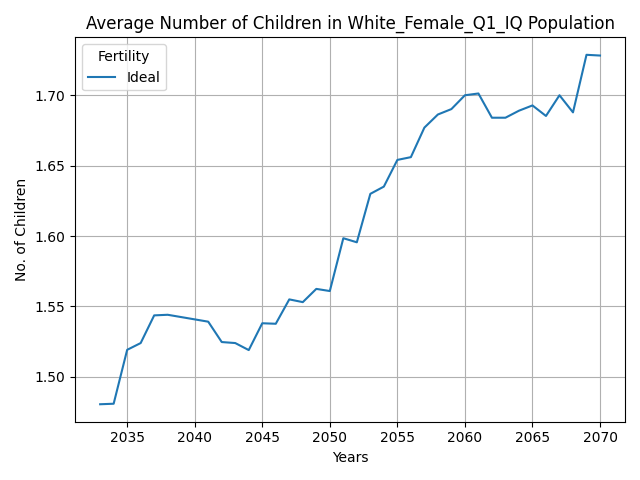 Average Number of Children in White_Female_Q1_IQ Population
Fertility
Ideal
No. of Children
1.70
1.65
1.60
1.55
1.50
2035 2040 2045 2050 2055 2060 2065 2070
Years